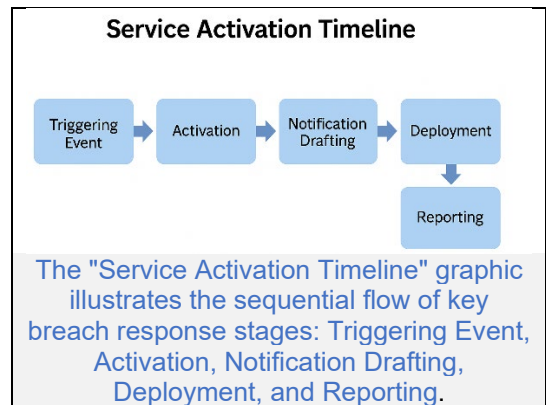 Service Activation Timeline
Triggering
Event
Activation
Notification
Drafting
Deployment
Reporting
The "Service Activation Timeline" graphic
illustrates the sequential flow of key
breach response stages: Triggering Event,
Activation, Notification Drafting,
Deployment, and Reporting.